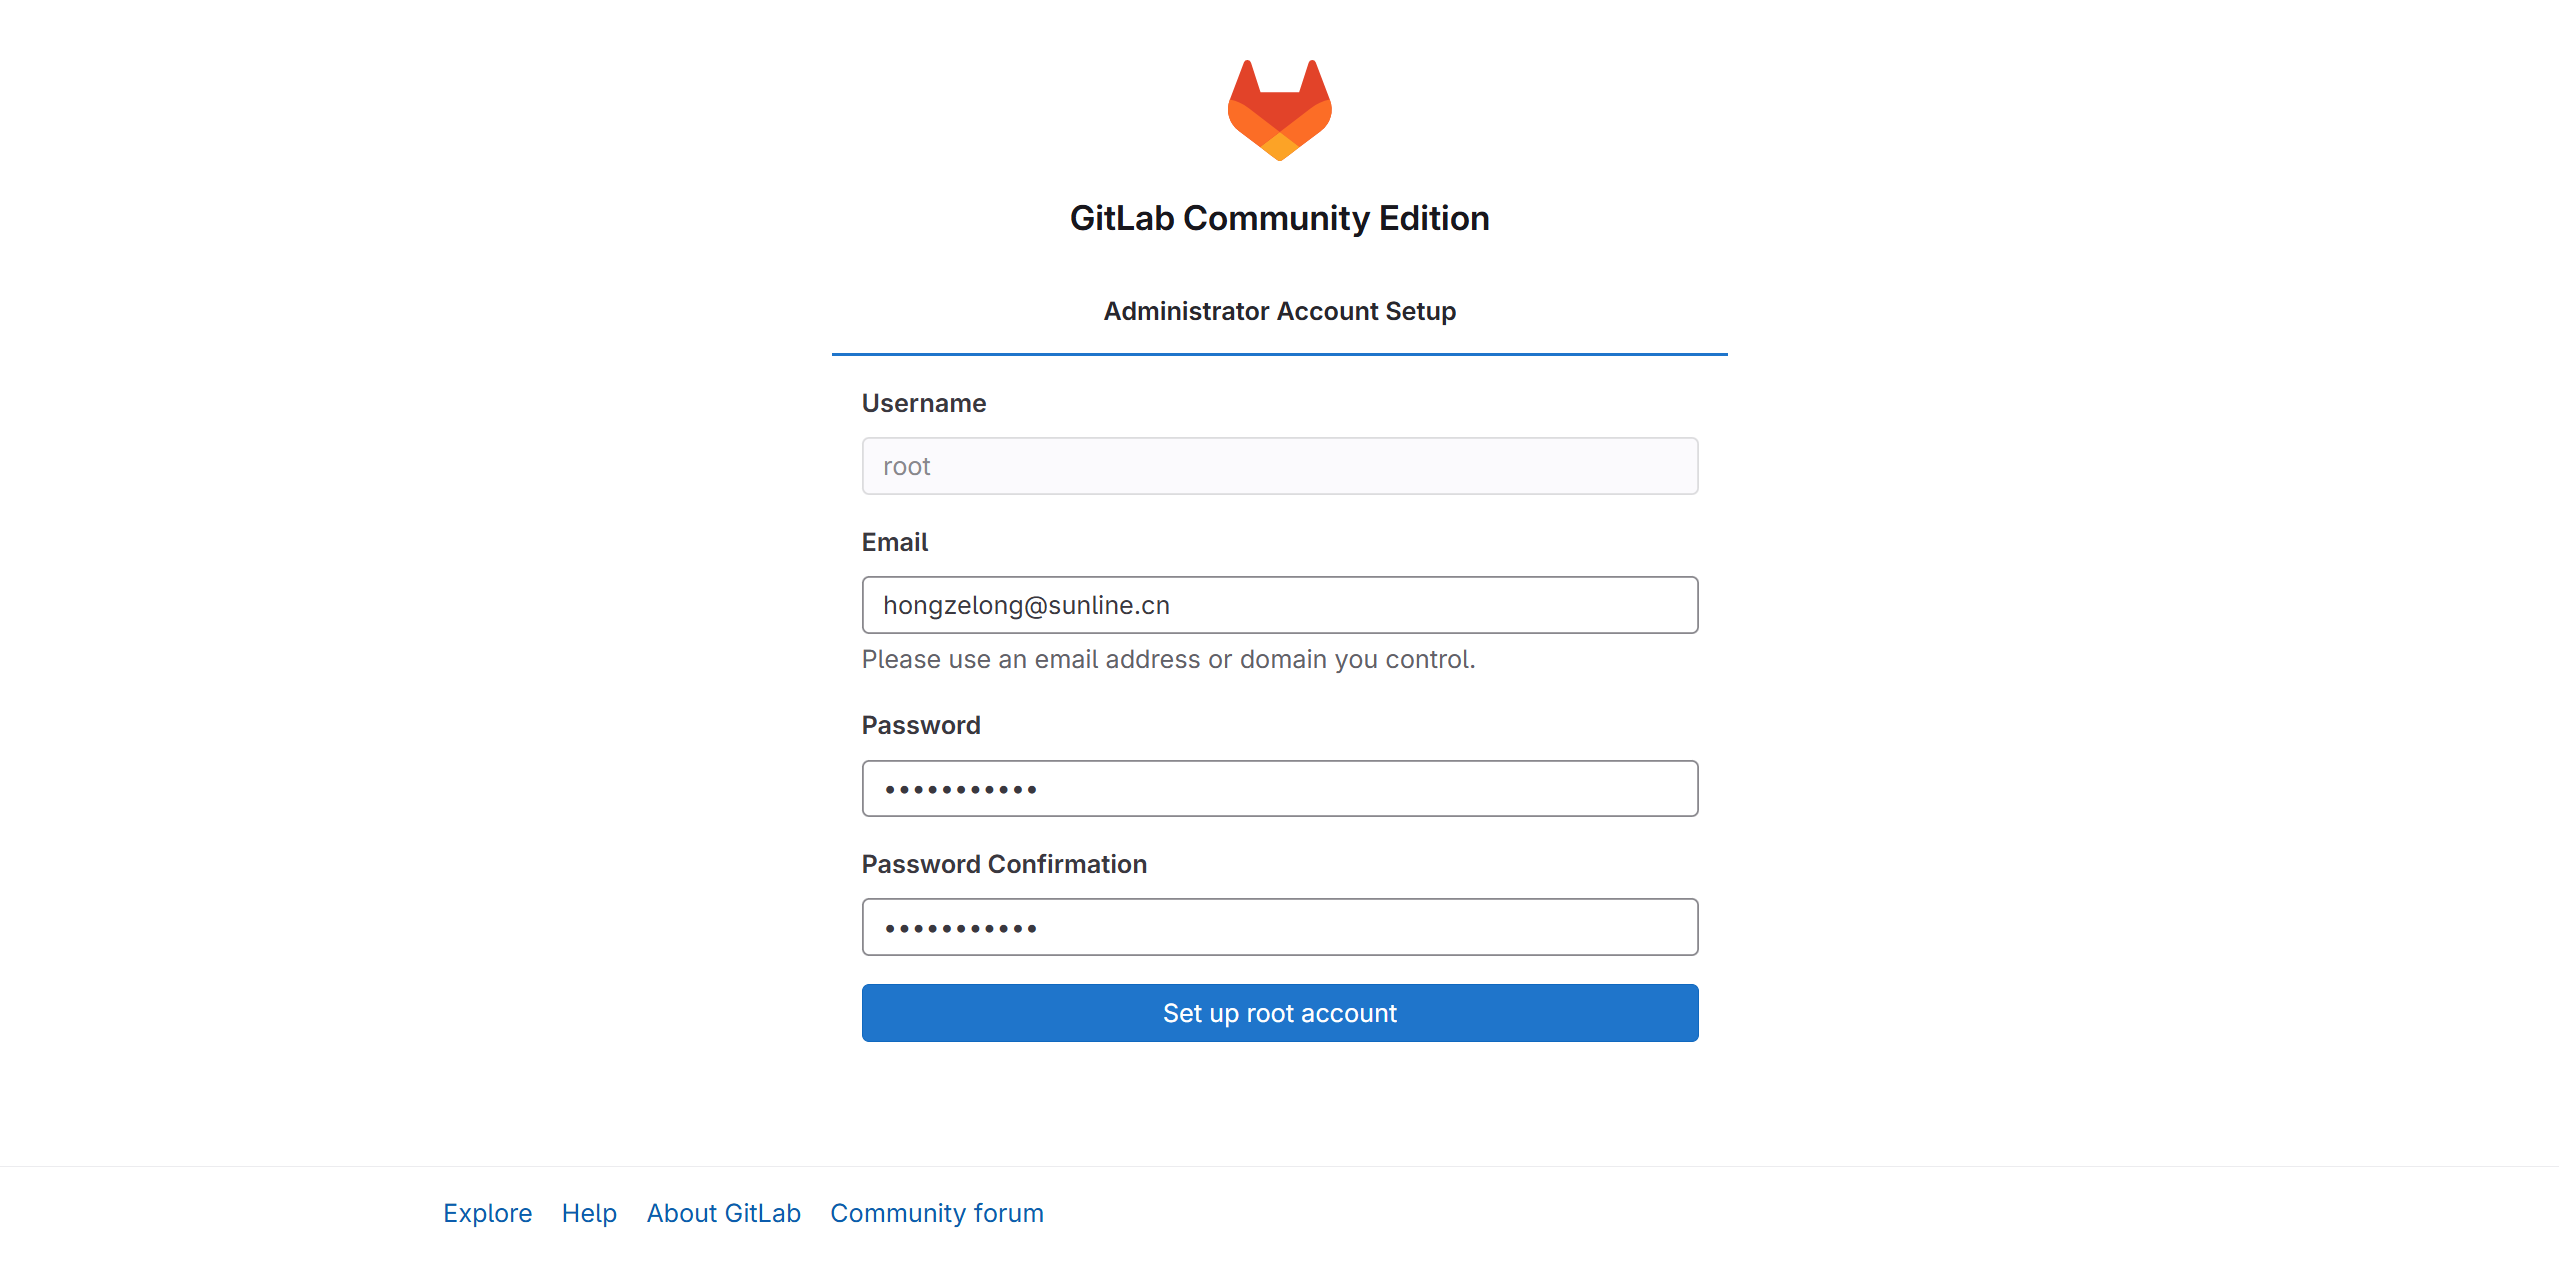 GitLab Community Edition
Administrator Account Setup
Username
root
Email
hongzelong@sunline.cn
Please use an email address or domain you control.
Password
•••••••••••
Password Confirmation
•••••••••••
Set up root account
Explore Help About GitLab Community forum